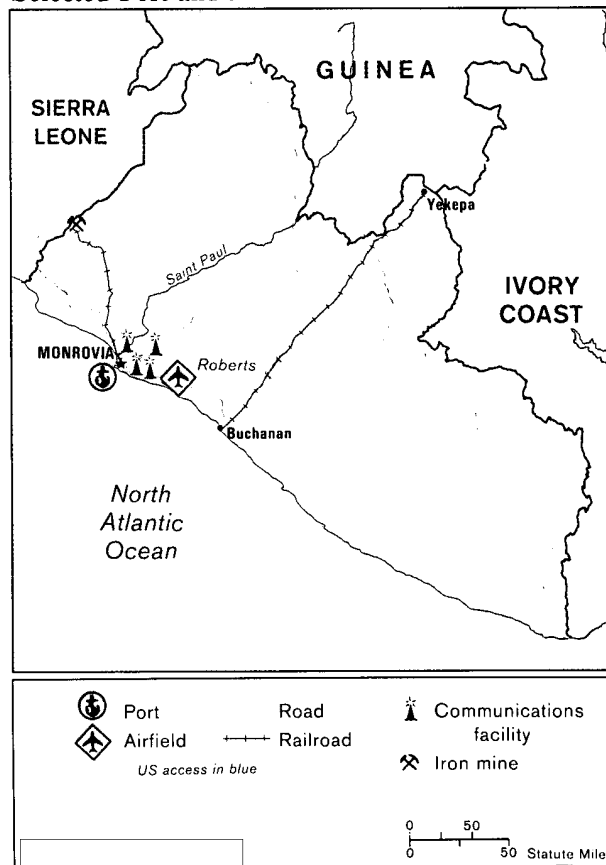 GUINEA
SIERRA
LEONE
Yekepa
Saint Paul
IVORY
COAST
MONROVIA
Roberts
Buchanan
North
Atlantic
Ocean
Port
Road
Communications
facility
Airfield
Railroad
US access in blue
Iron mine
0 50
0 50 Statute Mile